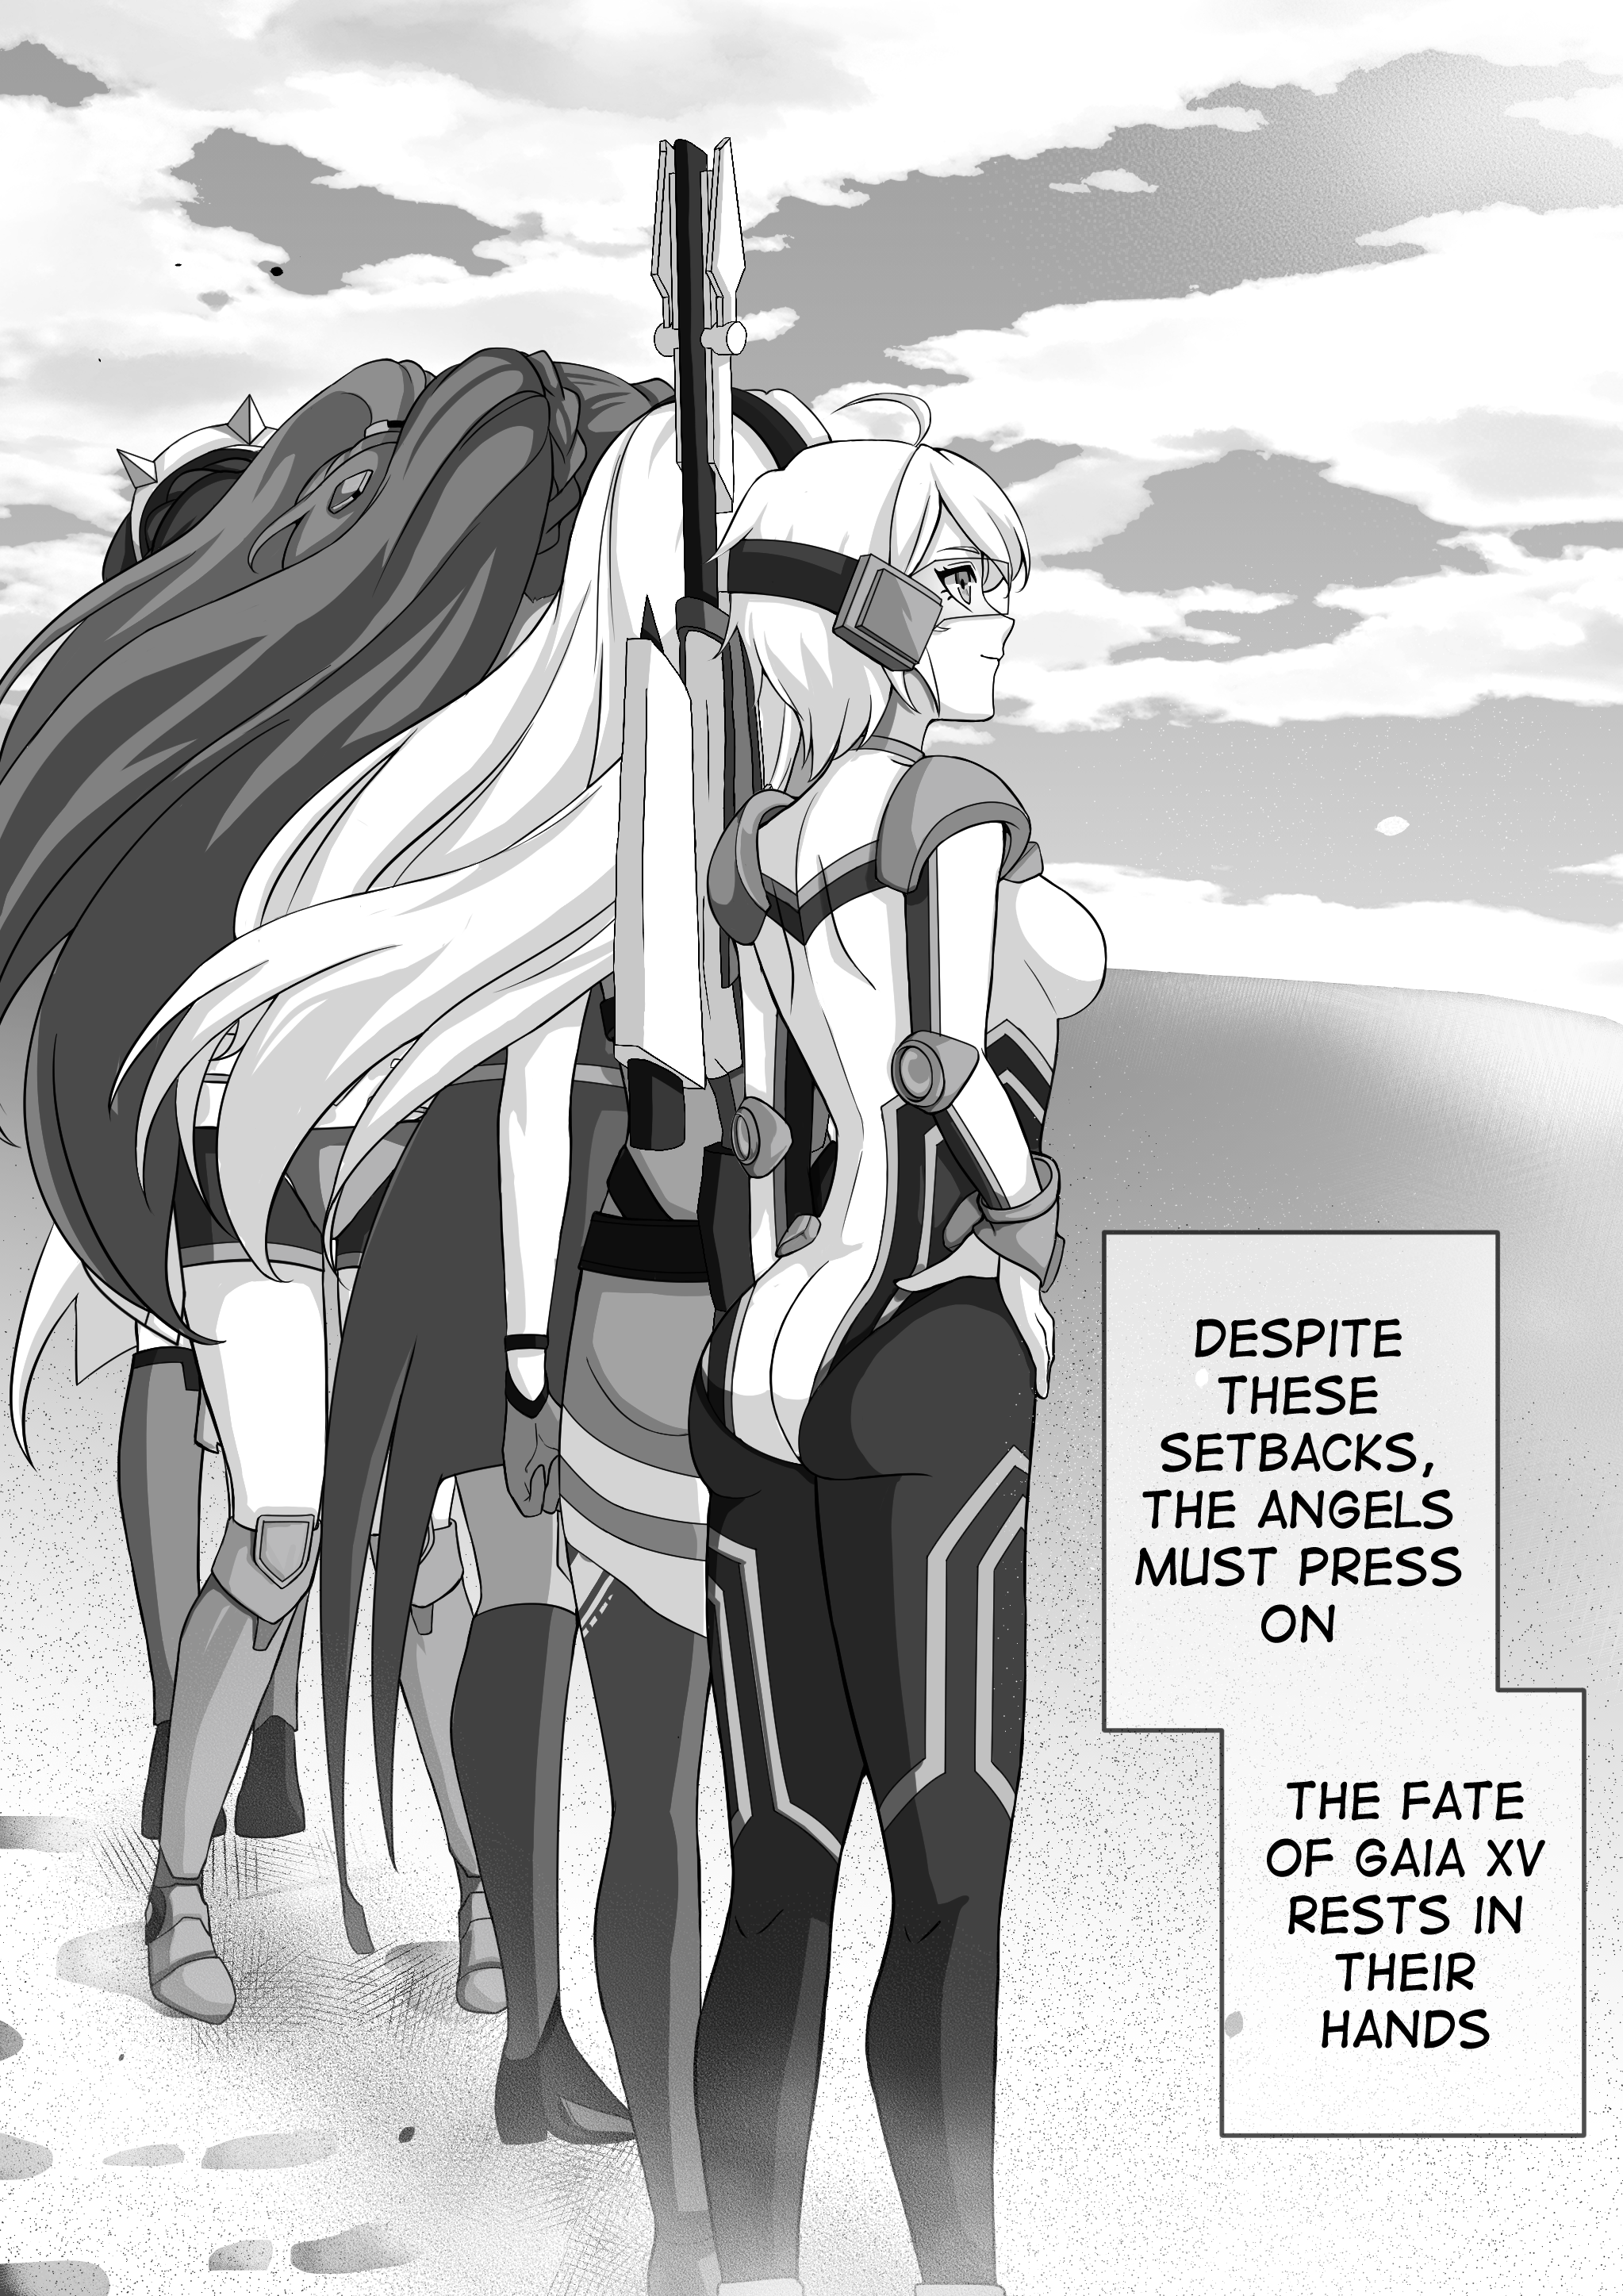 DESPITE
THESE
SETBACKS,
THE ANGELS
MUST PRESS
ON
THE FATE
OF GAIA XV
RESTS IN
THEIR
HANDS